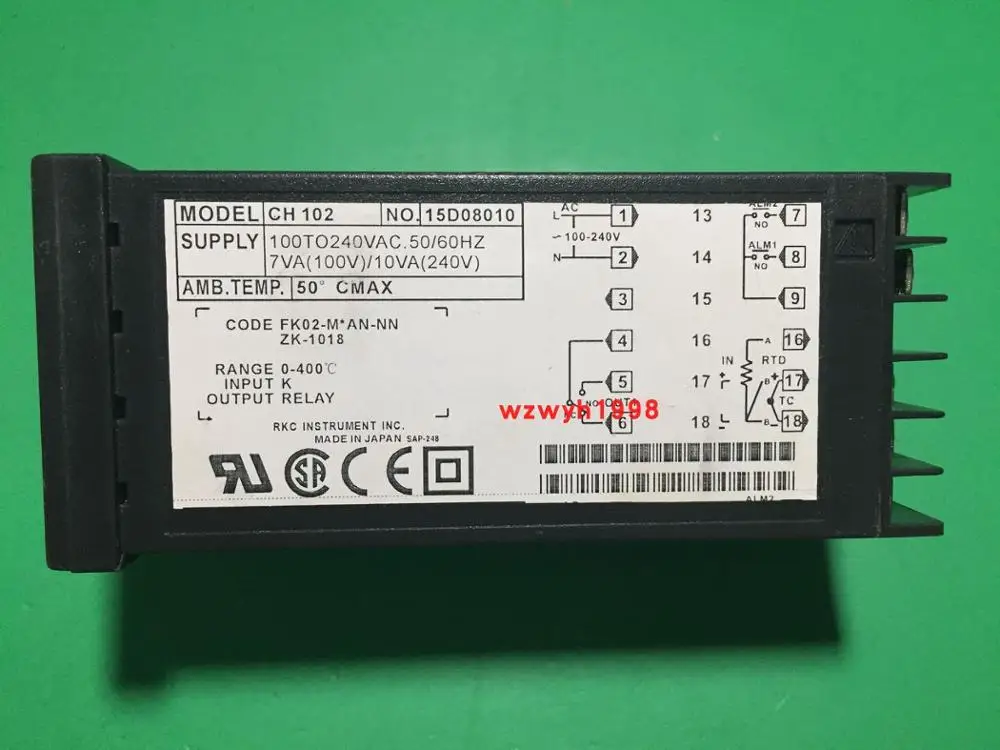 MODEL CH 102 NO. 15D08010
SUPPLY 100TO240VAC.50/60HZ
7VA(100V)/10VA(240V)
AMB.TEMP. 50° CMAX
CODE FK02-M*AN-NN
ZK-1018
RANGE 0-400℃
INPUT K
OUTPUT RELAY
RKC INSTRUMENT INC.
MADE IN JAPAN SAP-248
AC
L 1
~100-240V
N 2
3
4
5
NO OUT1
6
13 ALM2 7
NO
14 ALM1 8
NO
15 9
16 A 16
IN RTD
17 + B + 17
TC
18 - B - 18
wzwyh1998
SA
CE
ALM2